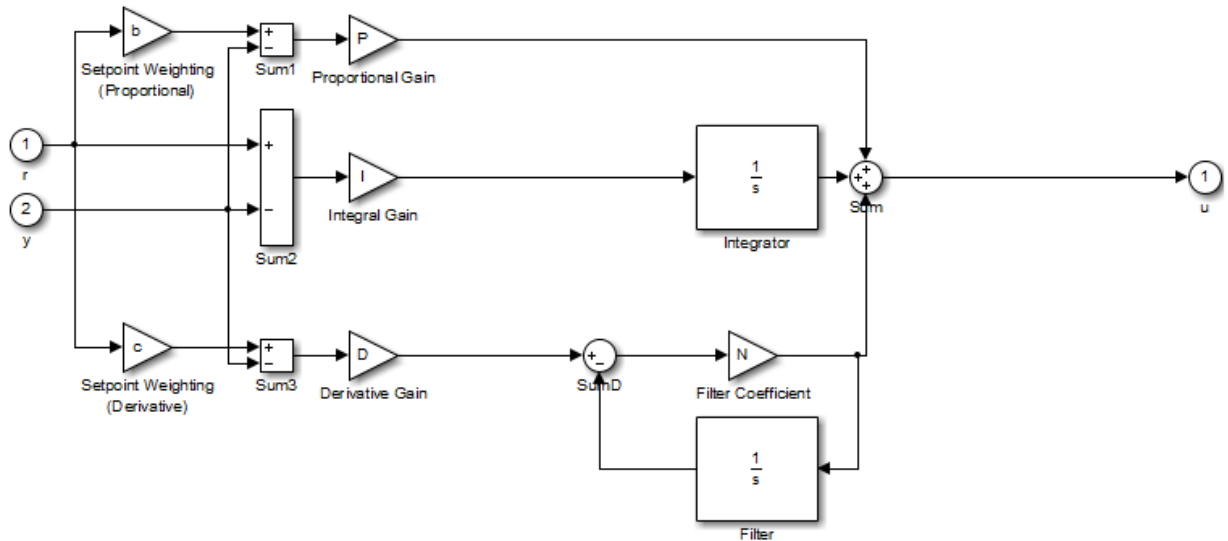 b
+
−
Sum1
P
Proportional Gain
Setpoint Weighting
(Proportional)
1
r
2
y
+
−
Sum2
I
Integral Gain
1
s
Integrator
+
+
+
Sum
1
u
c
Setpoint Weighting
(Derivative)
+
−
Sum3
D
Derivative Gain
+
−
SumD
N
Filter Coefficient
1
s
Filter